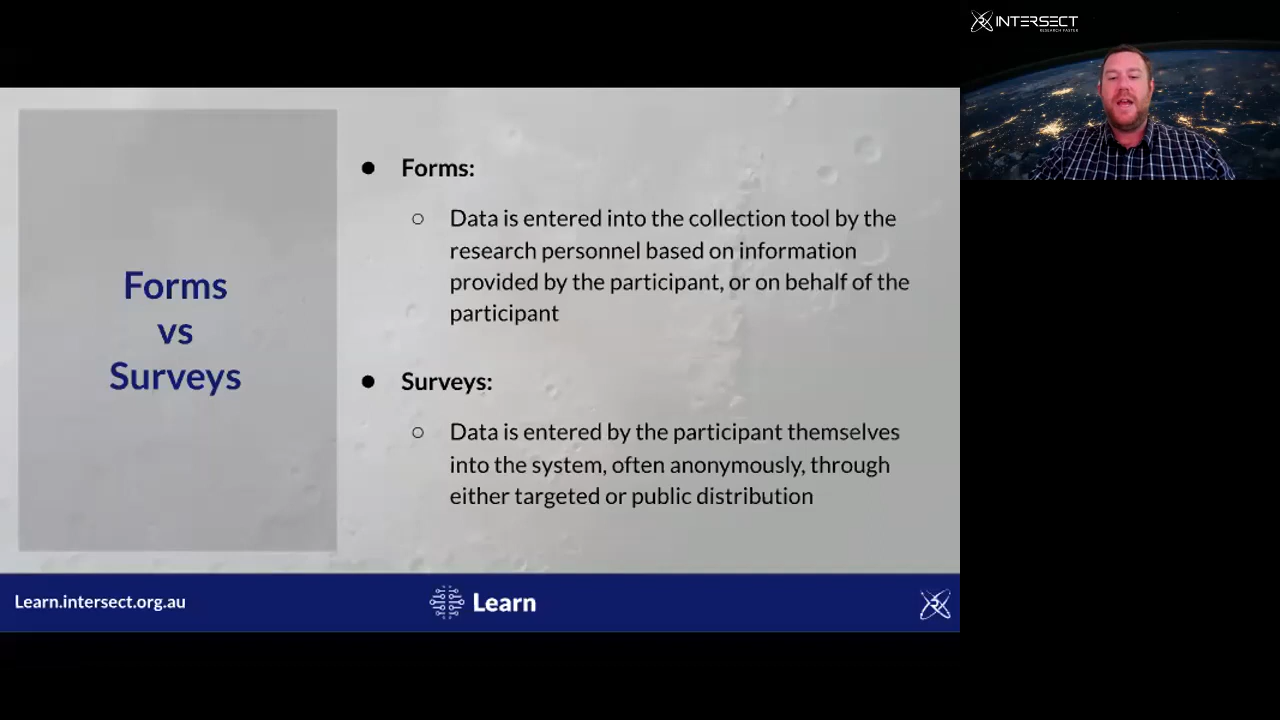 INTERSECT
RESEARCH FASTER
Forms
vs
Surveys
● Forms:
○ Data is entered into the collection tool by the
research personnel based on information
provided by the participant, or on behalf of the
participant
● Surveys:
○ Data is entered by the participant themselves
into the system, often anonymously, through
either targeted or public distribution
Learn.intersect.org.au
Learn